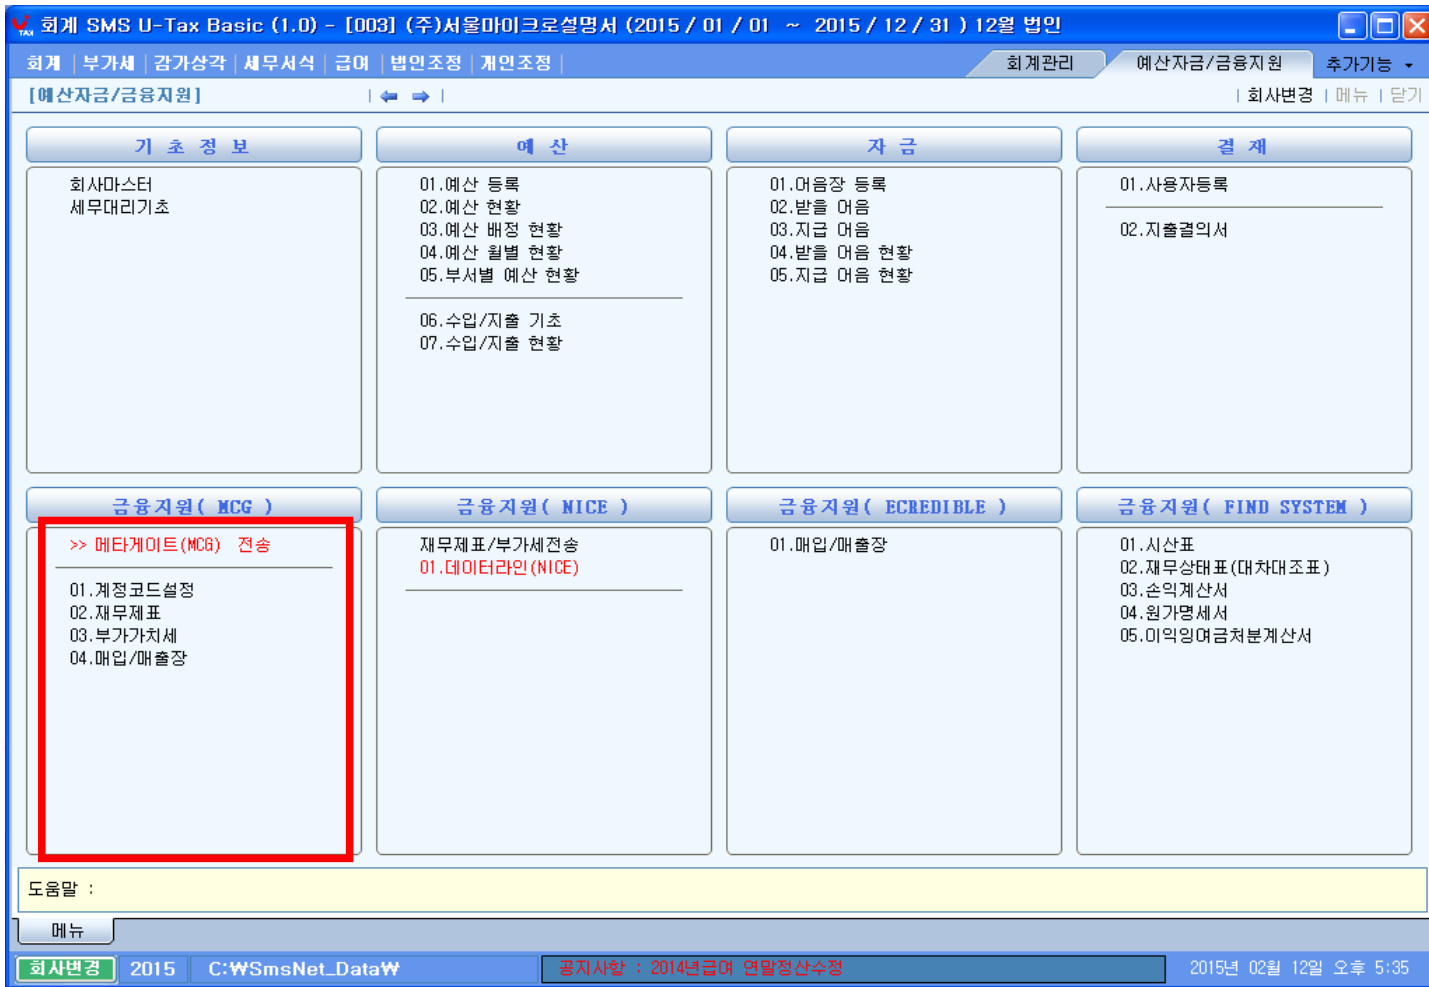 회계 SMS U-Tax Basic (1.0) - [003] (주)서울마이크로설명서 (2015 / 01 / 01 ~ 2015 / 12 / 31 ) 12월 법인
회계 | 부가세 | 감가상각 | 세무서식 | 급여 | 법인조정 | 개인조정 |
회계관리
예산자금/금융지원
추가기능
[예산자금/금융지원]
| 회사변경 | 메뉴 | 닫기
기 초 정 보
회사마스터
세무대리기초
예 산
01.예산 등록
02.예산 현황
03.예산 배정 현황
04.예산 월별 현황
05.부서별 예산 현황
06.수입/지출 기초
07.수입/지출 현황
자 금
01.어음장 등록
02.받을 어음
03.지급 어음
04.받을 어음 현황
05.지급 어음 현황
결 재
01.사용자등록
02.지출결의서
금융지원( MCG )
>> 메타게이트(MCG) 전송
01.계정코드설정
02.재무제표
03.부가가치세
04.매입/매출장
금융지원( NICE )
재무제표/부가세전송
01.데이터라인(NICE)
금융지원( ECREDIBLE )
01.매입/매출장
금융지원( FIND SYSTEM )
01.시산표
02.재무상태표(대차대조표)
03.손익계산서
04.원가명세서
05.이익잉여금처분계산서
도움말 :
메뉴
회사변경
2015
C:₩SmsNet_Data₩
공지사항 : 2014년급여 연말정산수정
2015년 02월 12일 오후 5:35